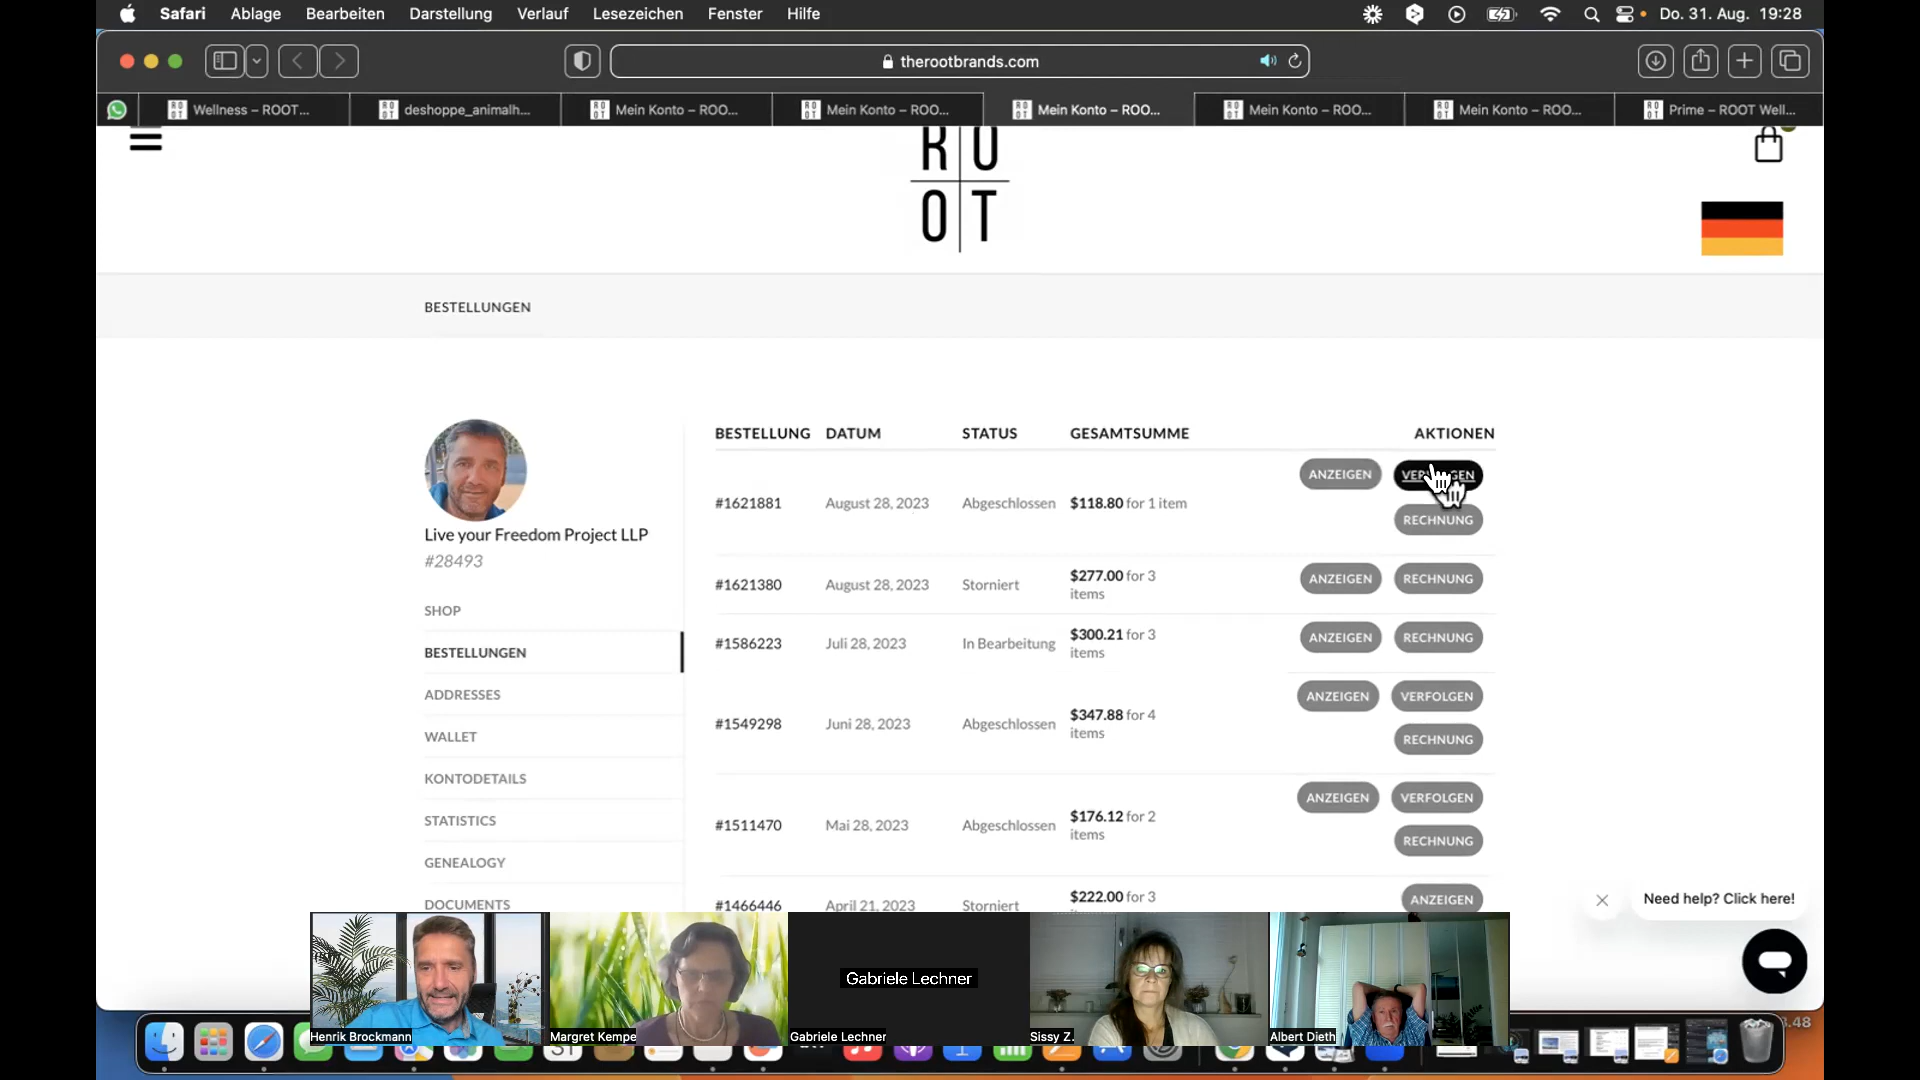 Safari Ablage Bearbeiten Darstellung Verlauf Lesezeichen Fenster Hilfe Do. 31. Aug. 19:28
therootbrands.com
Wellness – ROOT... deshoppe_animalh... Mein Konto – ROO... Mein Konto – ROO... Mein Konto – ROO... Mein Konto – ROO... Mein Konto – ROO... Prime – ROOT Well...
RO
OT
BESTELLUNGEN
BESTELLUNG DATUM STATUS GESAMTSUMME AKTIONEN
#1621881 August 28, 2023 Abgeschlossen $118.80 for 1 item ANZEIGEN
RECHNUNG
#1621380 August 28, 2023 Storniert $277.00 for 3 items ANZEIGEN RECHNUNG
#1586223 Juli 28, 2023 In Bearbeitung $300.21 for 3 items ANZEIGEN RECHNUNG
#1549298 Juni 28, 2023 Abgeschlossen $347.88 for 4 items ANZEIGEN VERFOLGEN
RECHNUNG
#1511470 Mai 28, 2023 Abgeschlossen $176.12 for 2 items ANZEIGEN VERFOLGEN
RECHNUNG
#1466446 April 21, 2023 Storniert $222.00 for 3 ANZEIGEN
Live your Freedom Project LLP
#28493
SHOP
BESTELLUNGEN
ADDRESSES
WALLET
KONTODETAILS
STATISTICS
GENEALOGY
DOCUMENTS
Need help? Click here!
Gabriele Lechner
Henrik Brockmann Margret Kempe Gabriele Lechner Sissy Z. Albert Dieth